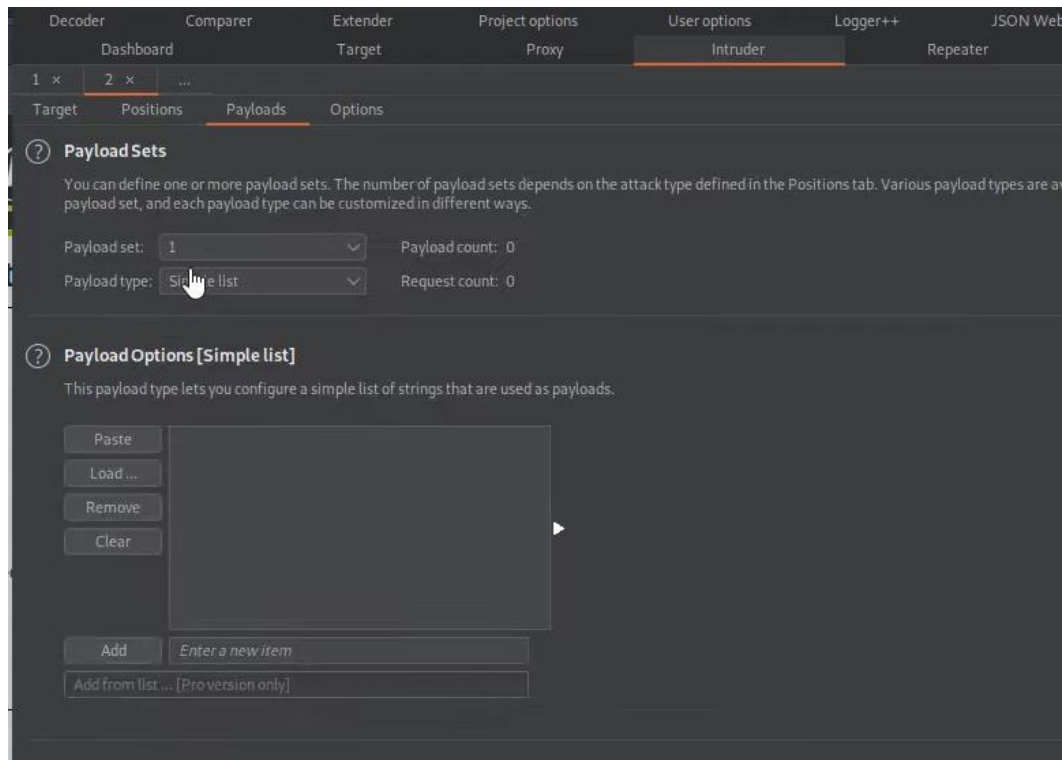 Decoder Comparer Extender Project options User options Logger++ JSON Web
Dashboard Target Proxy Intruder Repeater
1 × 2 × ...
Target Positions Payloads Options
? Payload Sets
You can define one or more payload sets. The number of payload sets depends on the attack type defined in the Positions tab. Various payload types are av
payload set, and each payload type can be customized in different ways.
Payload set: 1 Payload count: 0
Payload type: Simple list Request count: 0
? Payload Options [Simple list]
This payload type lets you configure a simple list of strings that are used as payloads.
Paste
Load ...
Remove
Clear
Add Enter a new item
Add from list ... [Pro version only]